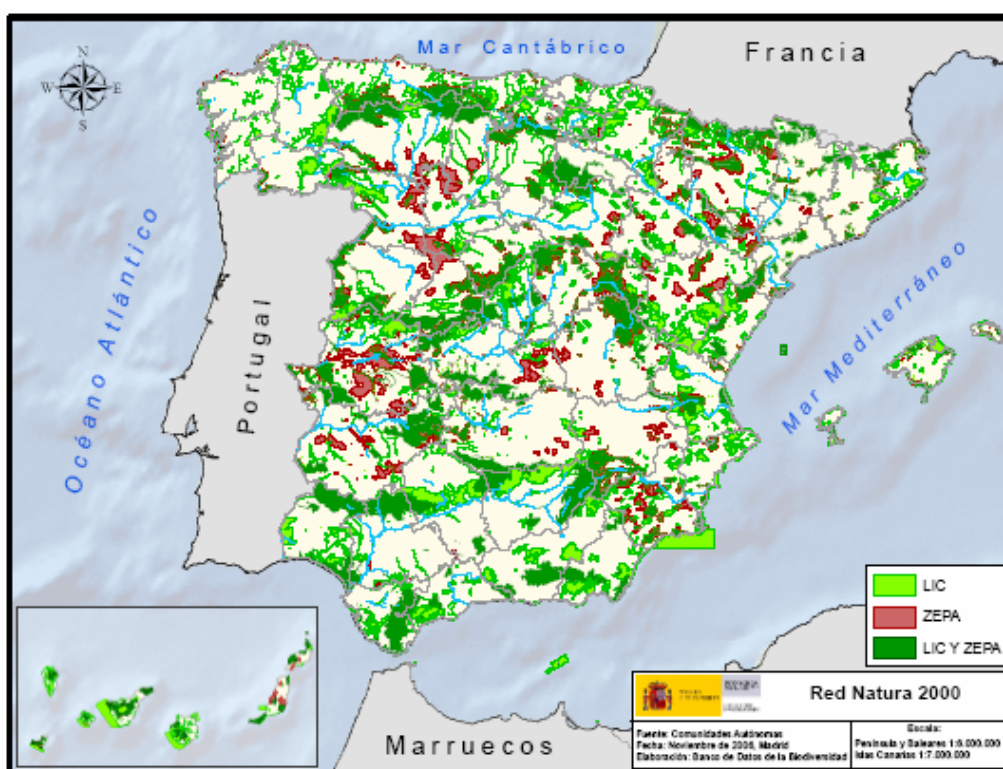 Mar Cantábrico
Francia
N
W E
S
Océano Atlántico
Portugal
Mar Mediterráneo
LIC
ZEPA
LIC Y ZEPA
Red Natura 2000
Marruecos
Fuente: Comunidades Autónomas
Fecha: Noviembre de 2006, Madrid
Elaboración: Banco de Datos de la Biodiversidad
Escala:
Península y Baleares 1:6.000.000
Islas Canarias 1:7.000.000